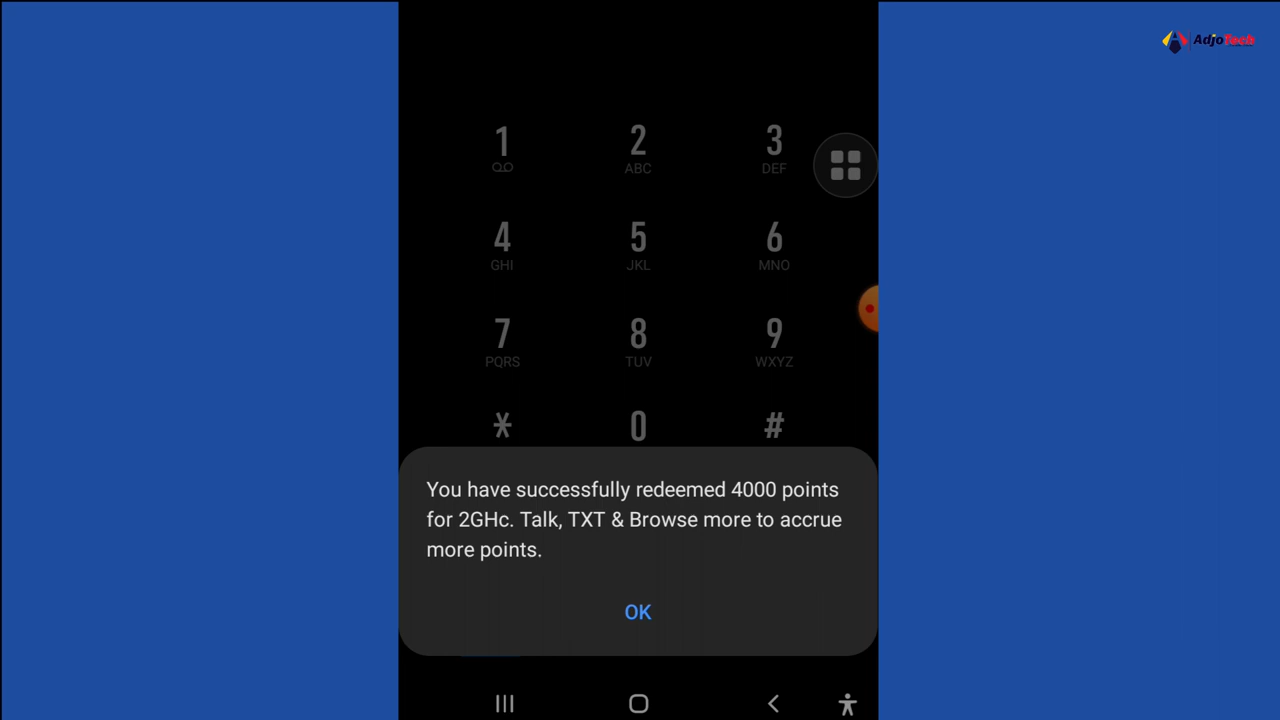 AdjoTech
1
2
ABC
3
DEF
4
GHI
5
JKL
6
MNO
7
PQRS
8
TUV
9
WXYZ
*
0
#
You have successfully redeemed 4000 points
for 2GHc. Talk, TXT & Browse more to accrue
more points.
OK